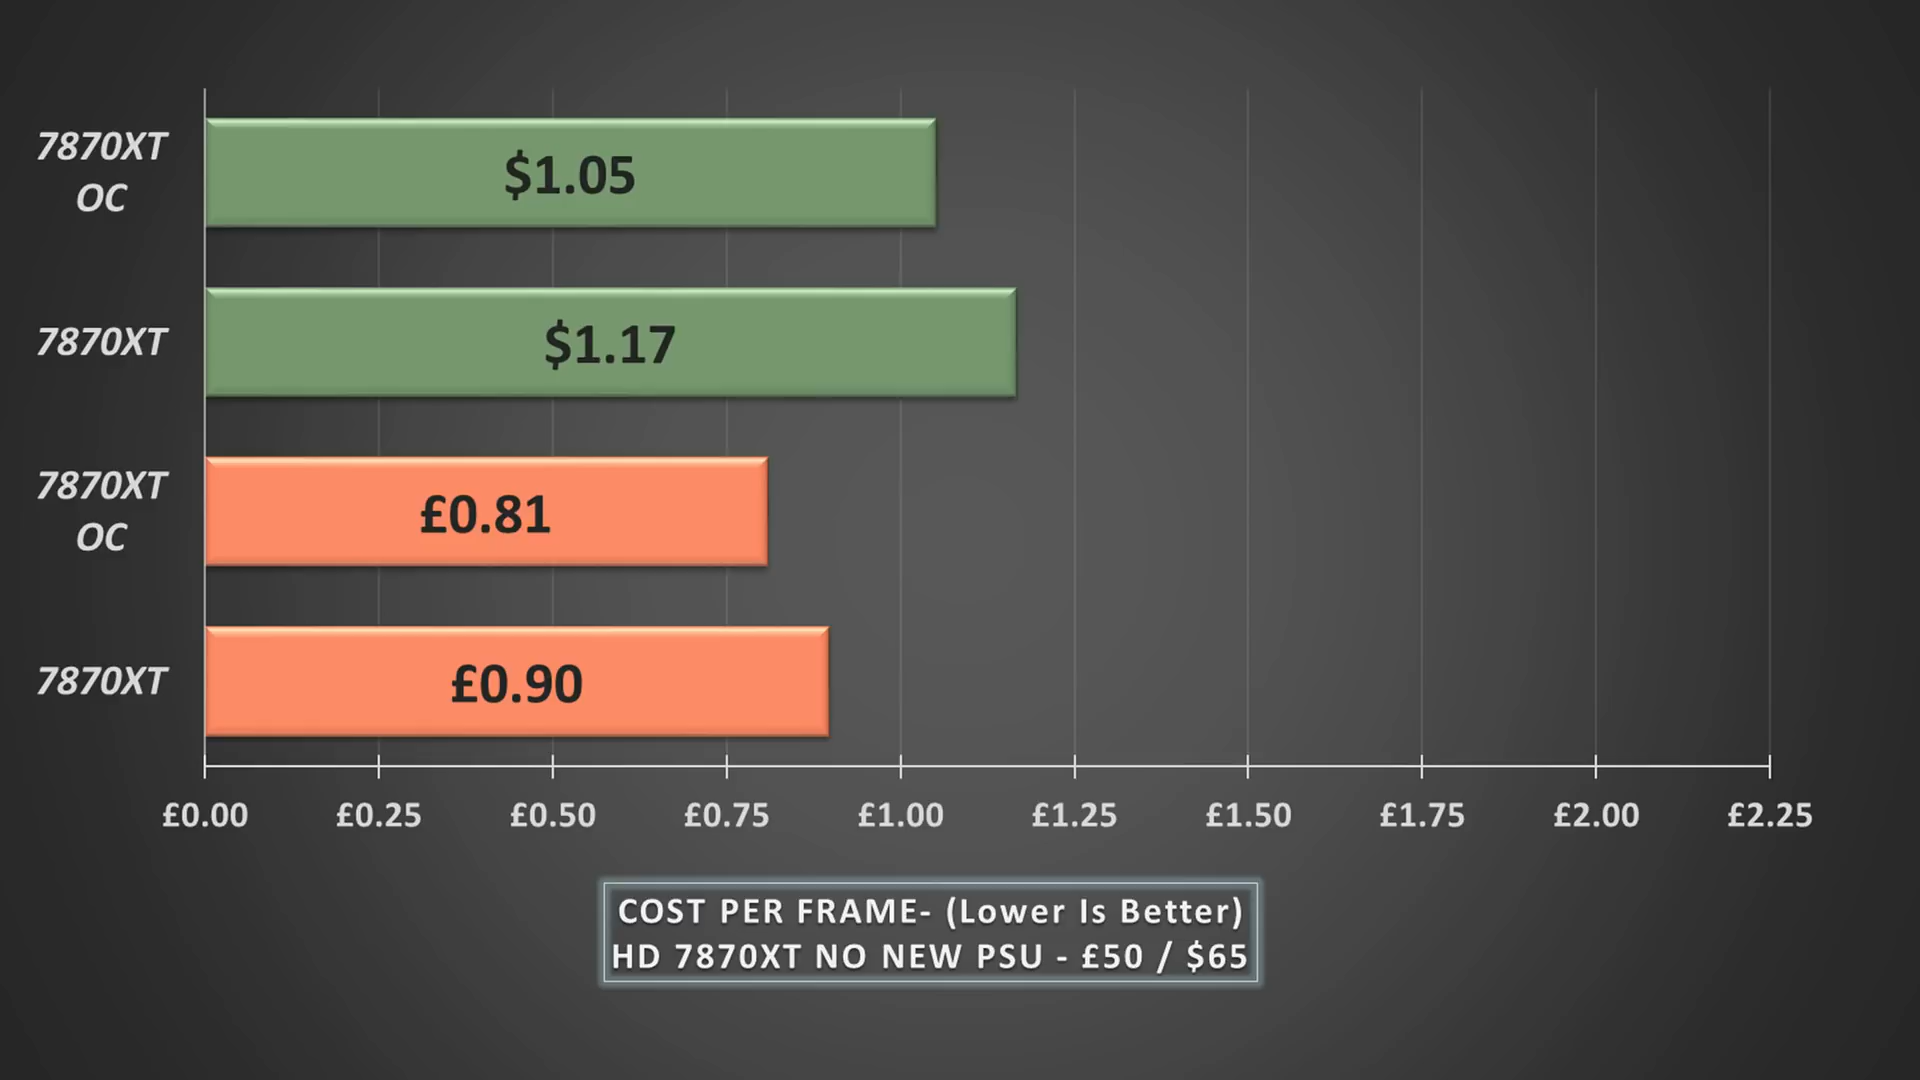 7870XT
OC
$1.05
7870XT
$1.17
7870XT
OC
£0.81
7870XT
£0.90
£0.00 £0.25 £0.50 £0.75 £1.00 £1.25 £1.50 £1.75 £2.00 £2.25
COST PER FRAME- (Lower Is Better)
HD 7870XT NO NEW PSU - £50 / $65